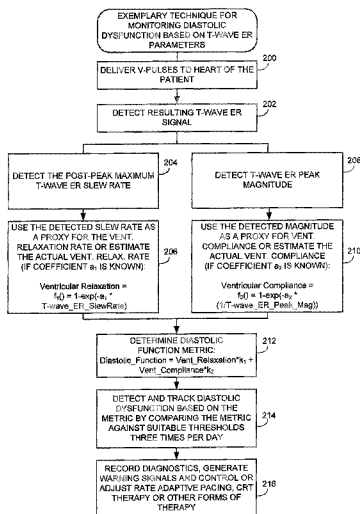 EXEMPLARY TECHNIQUE FOR
MONITORING DIASTOLIC
DYSFUNCTION BASED ON T-WAVE ER
PARAMETERS
200
DELIVER V-PULSES TO HEART OF THE
PATIENT
202
DETECT RESULTING T-WAVE ER
SIGNAL
204
DETECT THE POST-PEAK MAXIMUM
T-WAVE ER SLEW RATE
208
DETECT T-WAVE ER PEAK
MAGNITUDE
USE THE DETECTED SLEW RATE AS
A PROXY FOR THE VENT.
RELAXATION RATE OR ESTIMATE
THE ACTUAL VENT. RELAX. RATE
(IF COEFFICIENT a₁ IS KNOWN):
206
Ventricular Relaxation =
f₁() = 1-exp(-a₁ *
T-wave_ER_SlewRate)
USE THE DETECTED MAGNITUDE
AS A PROXY FOR VENT.
COMPLIANCE OR ESTIMATE THE
ACTUAL VENT. COMPLIANCE
(IF COEFFICIENT a₂ IS KNOWN):
210
Ventricular Compliance =
f₂() = 1-exp(-a₂ *
(1/T-wave_ER_Peak_Mag))
212
DETERMINE DIASTOLIC
FUNCTION METRIC:
Diastolic_Function = Vent_Relaxation*k₁ +
Vent_Compliance*k₂
214
DETECT AND TRACK DIASTOLIC
DYSFUNCTION BASED ON THE
METRIC BY COMPARING THE METRIC
AGAINST SUITABLE THRESHOLDS
THREE TIMES PER DAY
216
RECORD DIAGNOSTICS, GENERATE
WARNING SIGNALS AND CONTROL OR
ADJUST RATE ADAPTIVE PACING, CRT
THERAPY OR OTHER FORMS OF
THERAPY